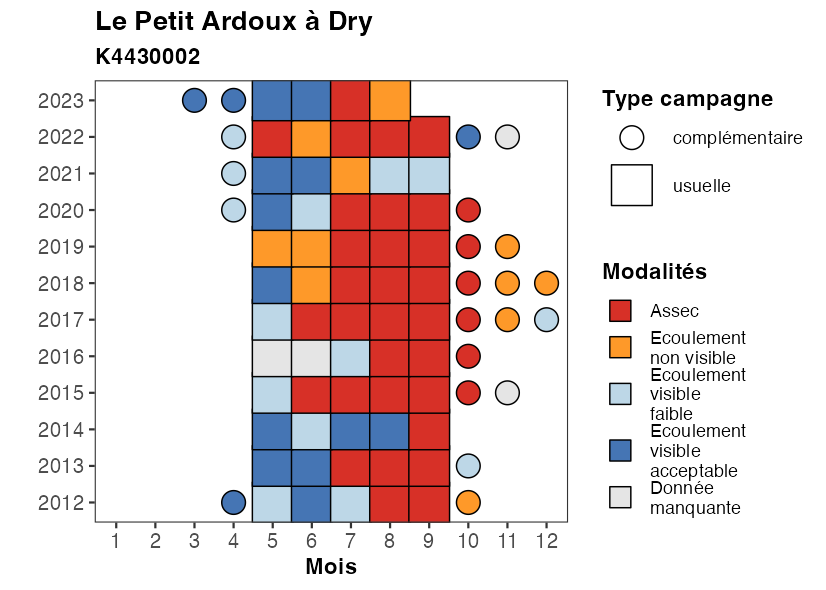 Le Petit Ardoux à Dry
K4430002
2023
2022
2021
2020
2019
2018
2017
2016
2015
2014
2013
2012
1 2 3 4 5 6 7 8 9 10 11 12
Mois
Type campagne
complémentaire
usuelle
Modalités
Assec
Ecoulement
non visible
Ecoulement
visible
faible
Ecoulement
visible
acceptable
Donnée
manquante